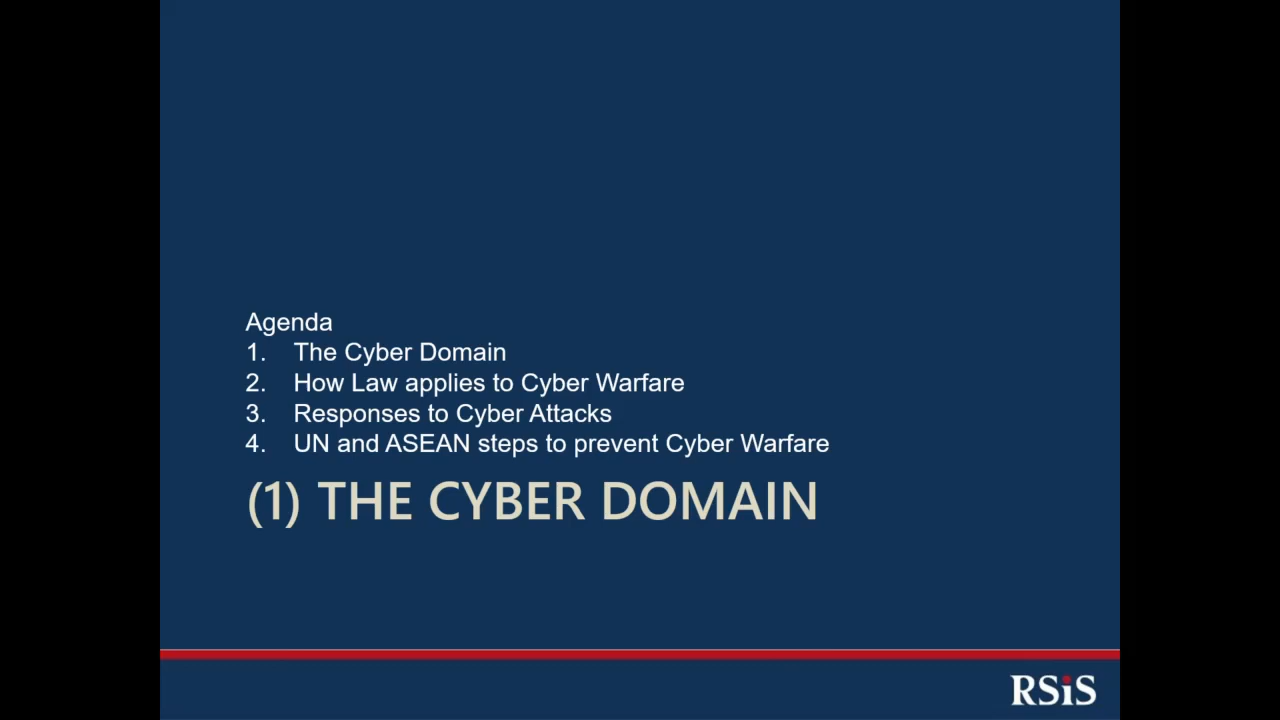 Agenda
1. The Cyber Domain
2. How Law applies to Cyber Warfare
3. Responses to Cyber Attacks
4. UN and ASEAN steps to prevent Cyber Warfare
(1) THE CYBER DOMAIN
RSiS